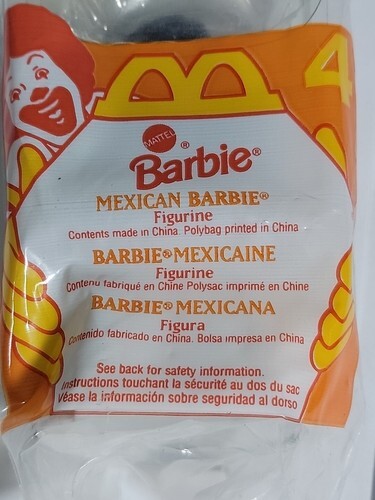 4
MATTEL
®
Barbie®
MEXICAN BARBIE®
Figurine
Contents made in China. Polybag printed in China
BARBIE® MEXICAINE
Figurine
Contenu fabriqué en Chine Polysac imprimé en Chine
BARBIE® MEXICANA
Figura
Contenido fabricado en China. Bolsa impresa en China
See back for safety information.
Instructions touchant la sécurité au dos du sac
Véase la información sobre seguridad al dorso